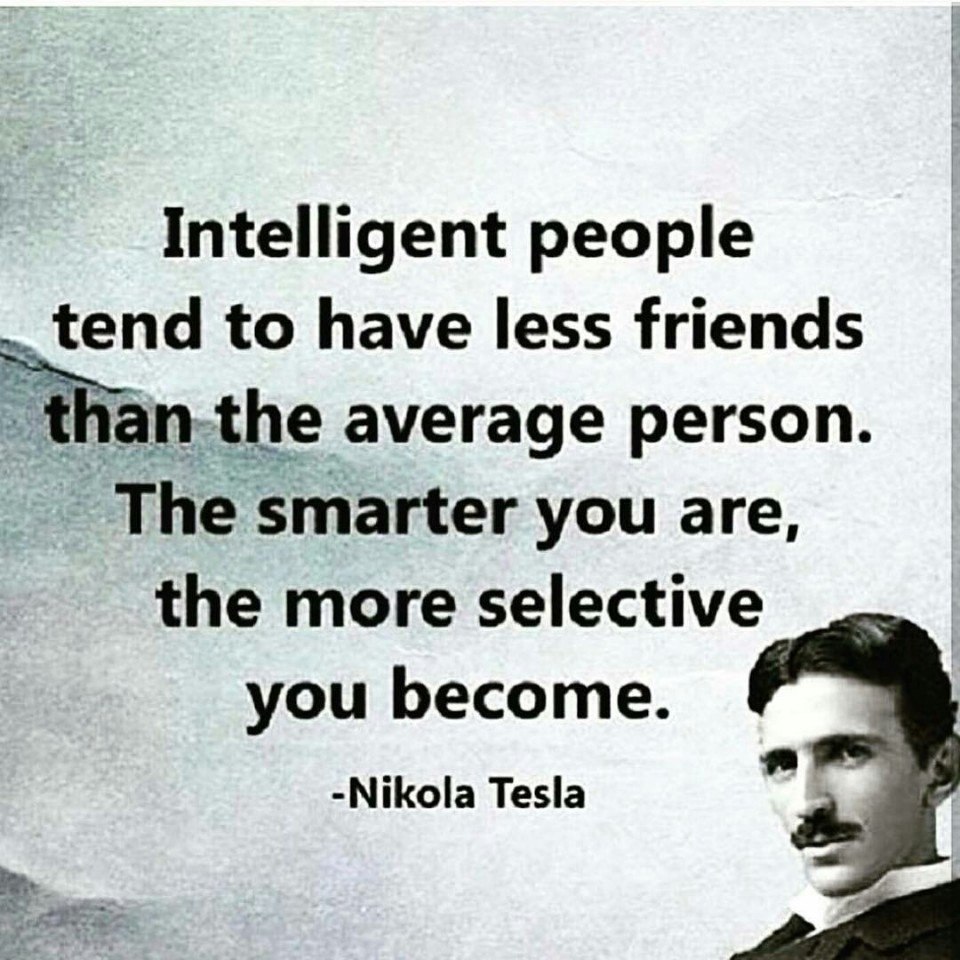 Intelligent people
tend to have less friends
than the average person.
The smarter you are,
the more selective
you become.
-Nikola Tesla